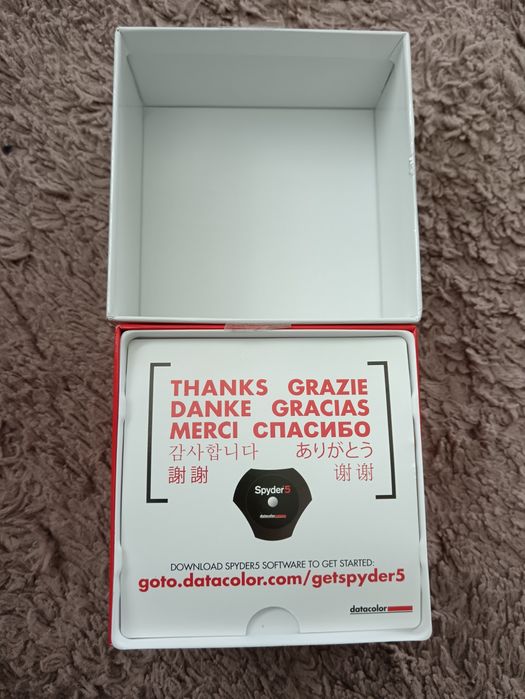 THANKS GRAZIE
DANKE GRACIAS
MERCI СПАСИБО
감사합니다 ありがとう
謝謝 谢谢
Spyder5
datacolor
DOWNLOAD SPYDER5 SOFTWARE TO GET STARTED:
goto.datacolor.com/getspyder5
datacolor